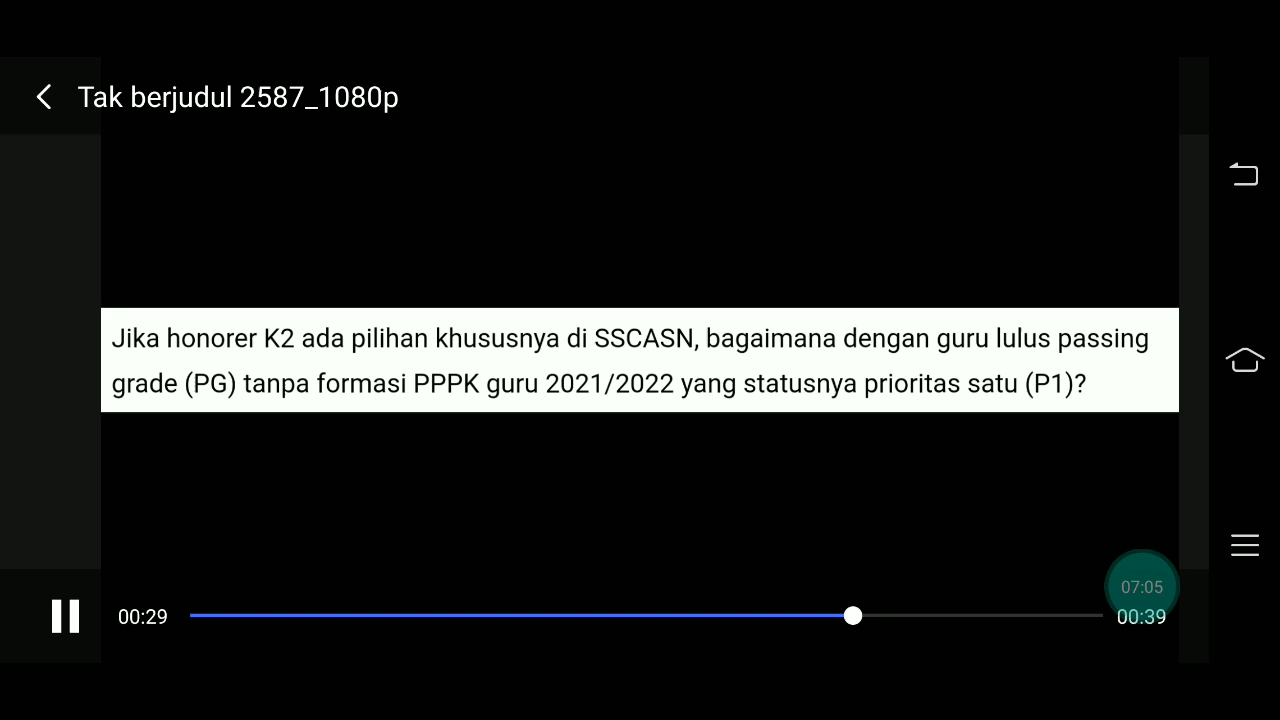 Tak berjudul 2587_1080p
Jika honorer K2 ada pilihan khususnya di SSCASN, bagaimana dengan guru lulus passing
grade (PG) tanpa formasi PPPK guru 2021/2022 yang statusnya prioritas satu (P1)?
07:05
00:29
00:39